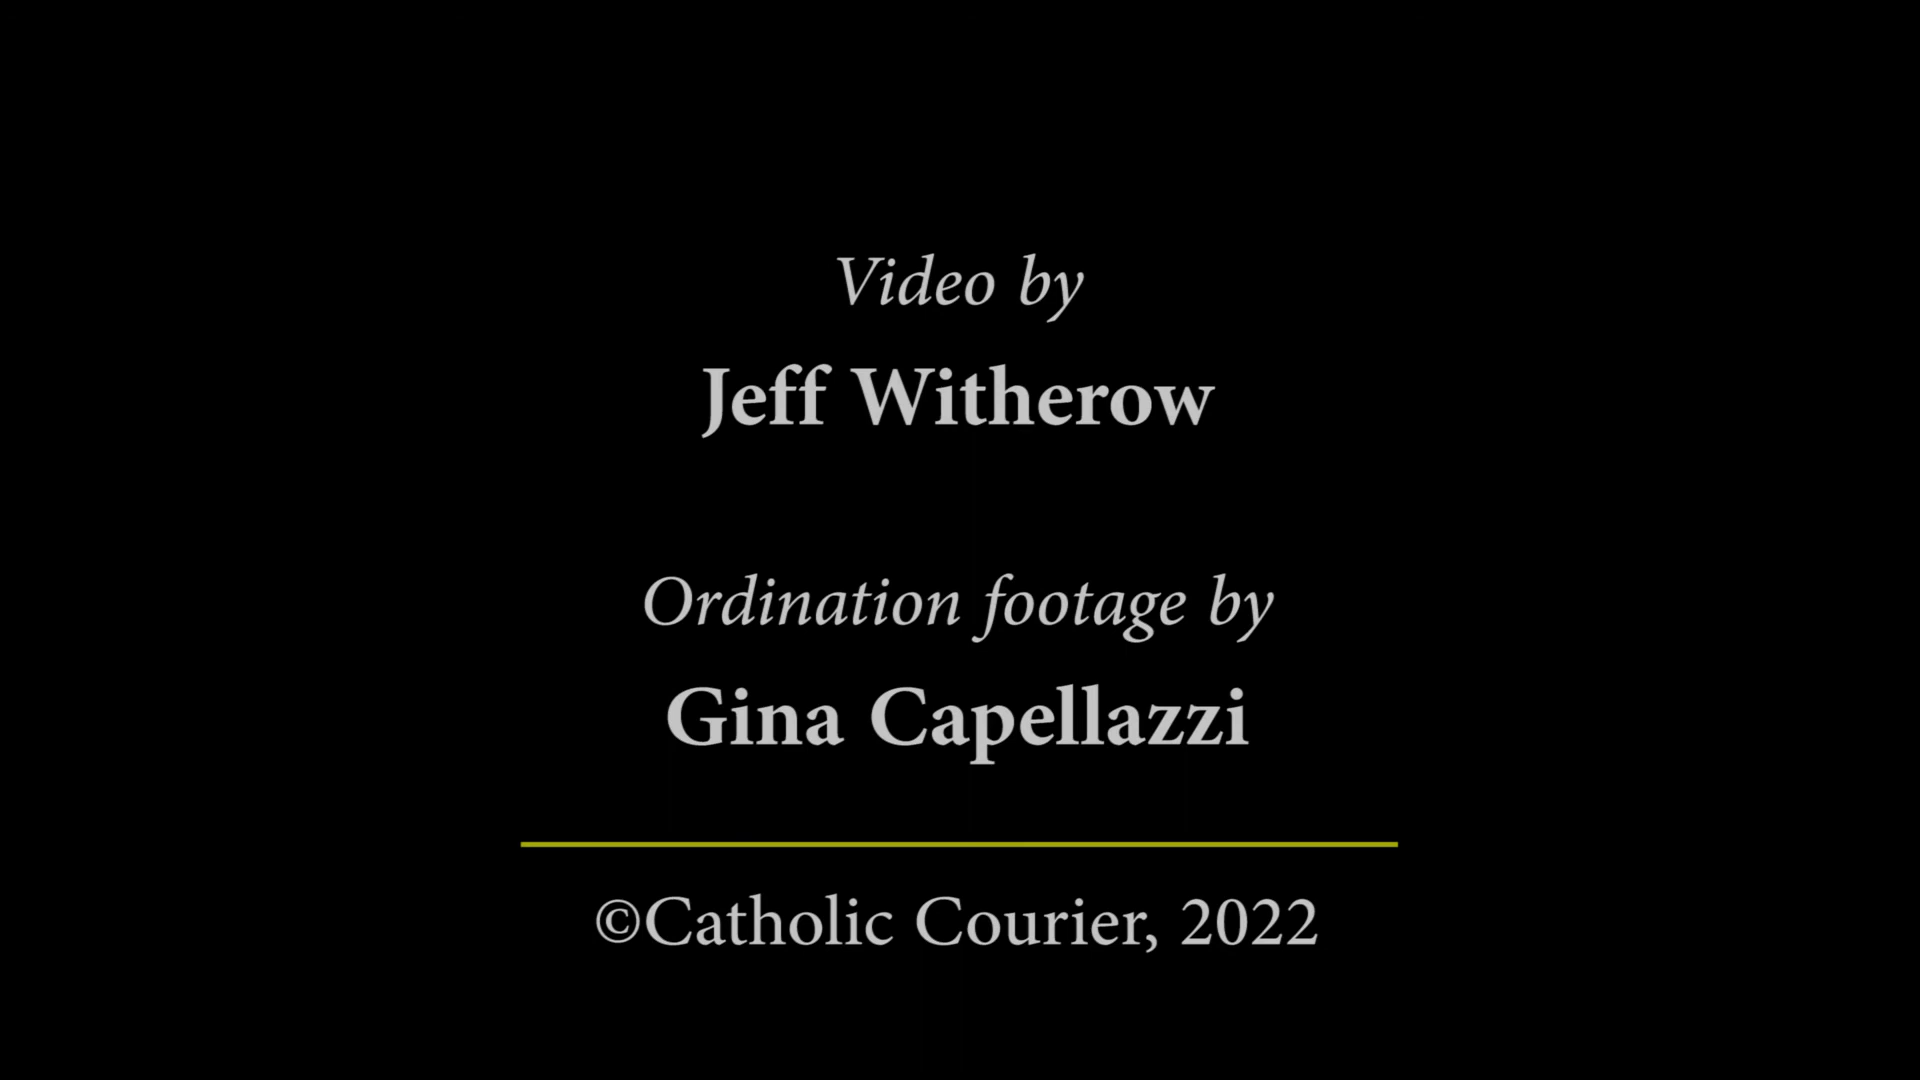 Video by
Jeff Witherow
Ordination footage by
Gina Capellazzi
©Catholic Courier, 2022